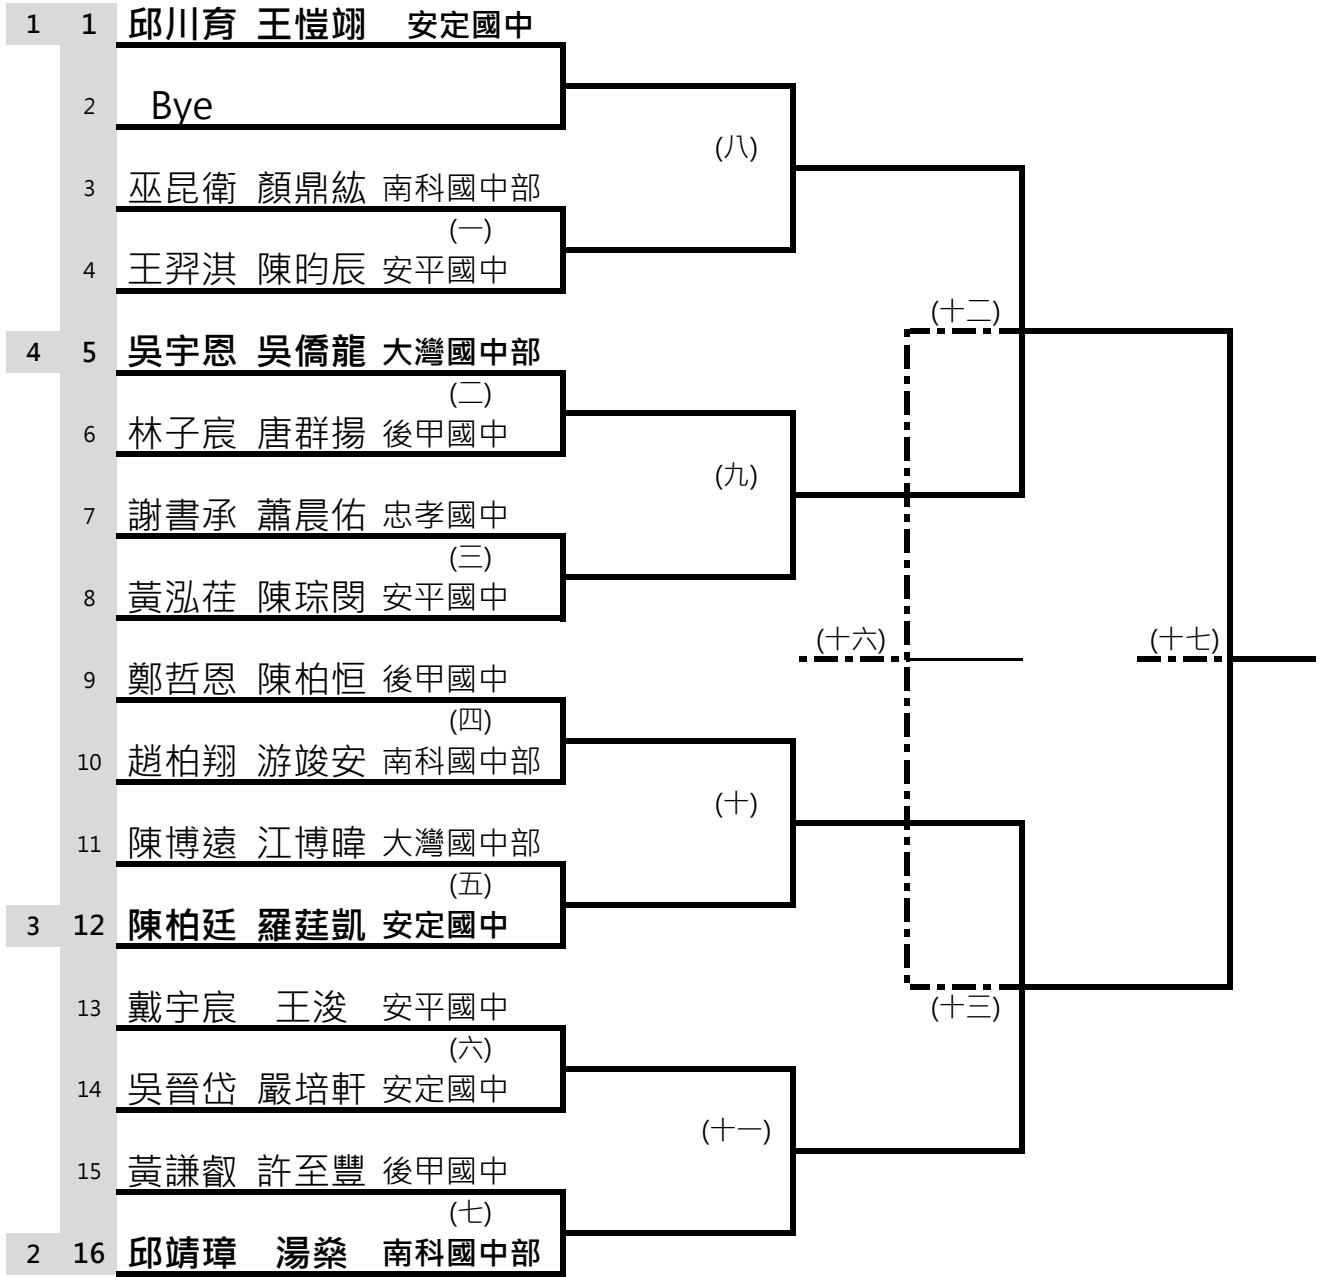 1 1 邱川育 王愷翊 安定國中
2 Bye
(八)
3 巫昆衛 顏鼎紘 南科國中部
(一)
4 王羿淇 陳昀辰 安平國中
(十二)
4 5 吳宇恩 吳僑龍 大灣國中部
(二)
6 林子宸 唐群揚 後甲國中
(九)
7 謝書承 蕭晨佑 忠孝國中
(三)
8 黃泓荏 陳琮閔 安平國中
(十六) (十七)
9 鄭哲恩 陳柏恒 後甲國中
(四)
10 趙柏翔 游竣安 南科國中部
(十)
11 陳博遠 江博暐 大灣國中部
(五)
3 12 陳柏廷 羅莛凱 安定國中
13 戴宇宸 王浚 安平國中
(十三)
(六)
14 吳晉岱 嚴培軒 安定國中
(十一)
15 黃謙叡 許至豐 後甲國中
(七)
2 16 邱靖璋 湯燊 南科國中部